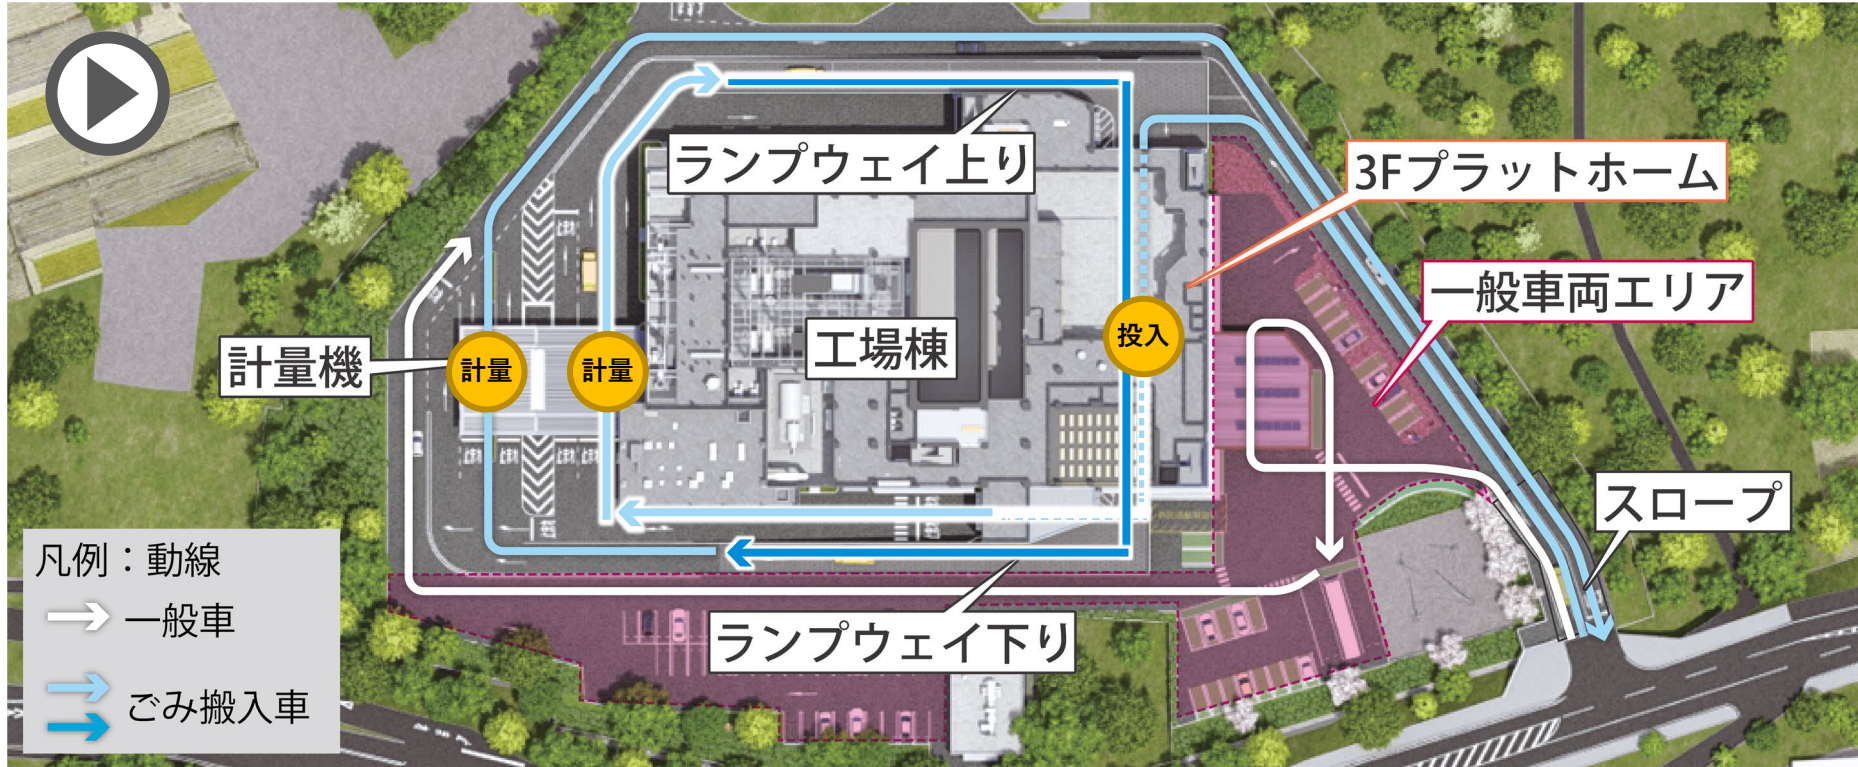 ランプウェイ上り
3Fプラットホーム
一般車両エリア
投入
計量機
計量
計量
工場棟
スロープ
ランプウェイ下り
凡例：動線
一般車
ごみ搬入車